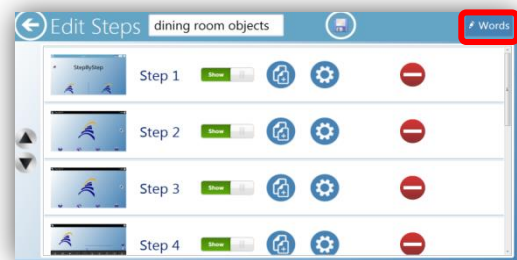 Edit Steps dining room objects Words
StepByStep
Step 1 Show
Step 2 Show
Step 3 Show
Step 4 Show